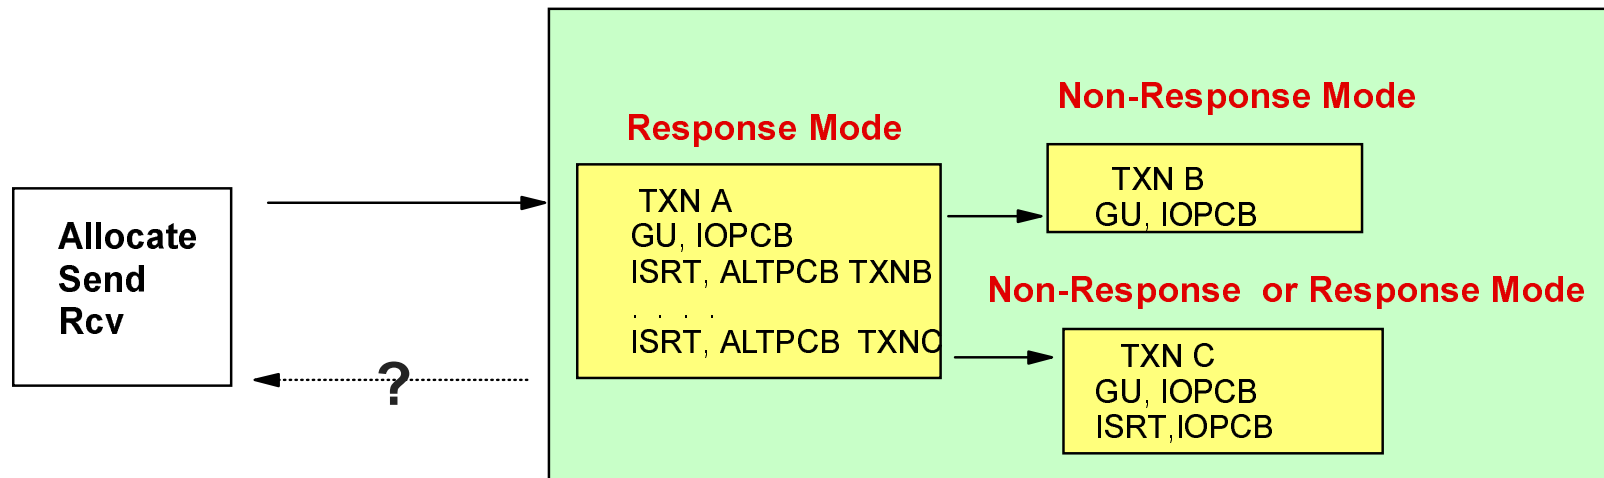 Allocate
Send
Rcv
?
Response Mode
TXN A
GU, IOPCB
ISRT, ALTPCB TXNB
. . . .
ISRT, ALTPCB TXNC
Non-Response Mode
TXN B
GU, IOPCB
Non-Response or Response Mode
TXN C
GU, IOPCB
ISRT,IOPCB